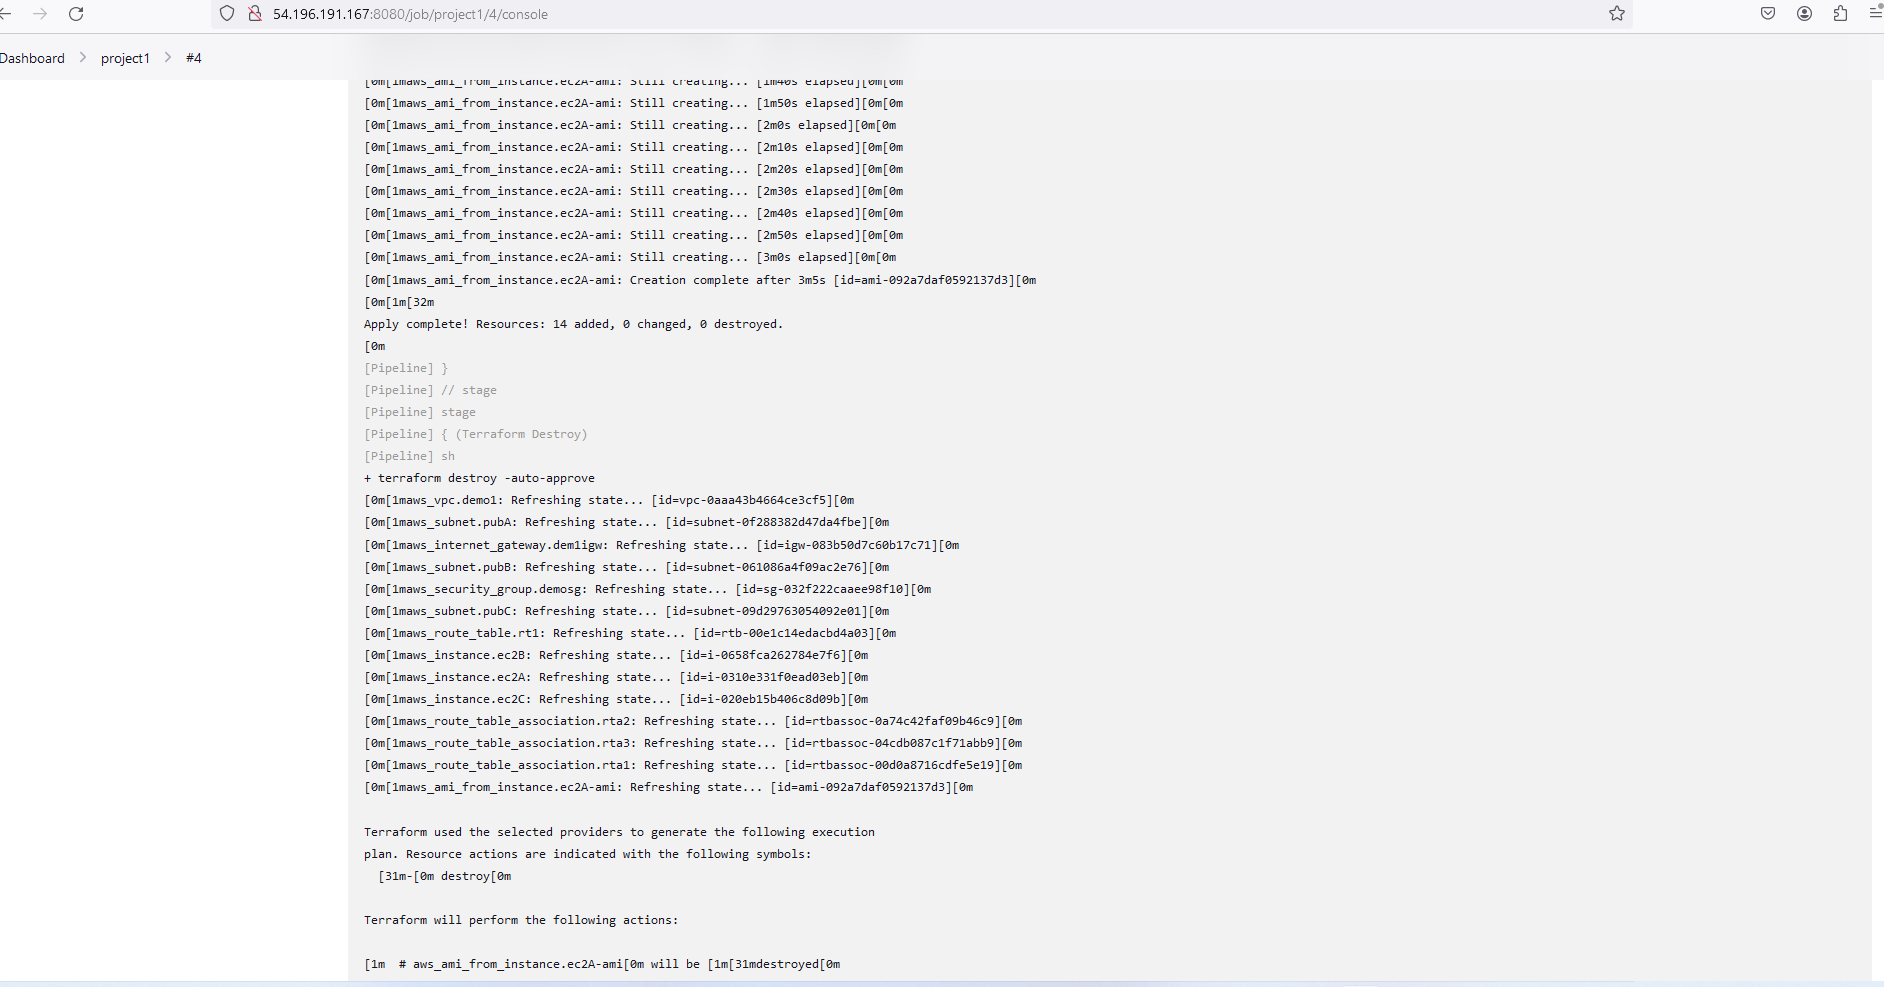 54.196.191.167:8080/job/project1/4/console
Dashboard > project1 > #4
[0m[1maws_ami_from_instance.ec2A-ami: Still creating... [1m40s elapsed][0m[0m
[0m[1maws_ami_from_instance.ec2A-ami: Still creating... [1m50s elapsed][0m[0m
[0m[1maws_ami_from_instance.ec2A-ami: Still creating... [2m0s elapsed][0m[0m
[0m[1maws_ami_from_instance.ec2A-ami: Still creating... [2m10s elapsed][0m[0m
[0m[1maws_ami_from_instance.ec2A-ami: Still creating... [2m20s elapsed][0m[0m
[0m[1maws_ami_from_instance.ec2A-ami: Still creating... [2m30s elapsed][0m[0m
[0m[1maws_ami_from_instance.ec2A-ami: Still creating... [2m40s elapsed][0m[0m
[0m[1maws_ami_from_instance.ec2A-ami: Still creating... [2m50s elapsed][0m[0m
[0m[1maws_ami_from_instance.ec2A-ami: Still creating... [3m0s elapsed][0m[0m
[0m[1maws_ami_from_instance.ec2A-ami: Creation complete after 3m5s [id=ami-092a7daf0592137d3][0m
[0m[1m[32m
Apply complete! Resources: 14 added, 0 changed, 0 destroyed.
[0m
[Pipeline] }
[Pipeline] // stage
[Pipeline] stage
[Pipeline] { (Terraform Destroy)
[Pipeline] sh
+ terraform destroy -auto-approve
[0m[1maws_vpc.demo1: Refreshing state... [id=vpc-0aaa43b4664ce3cf5][0m
[0m[1maws_subnet.pubA: Refreshing state... [id=subnet-0f288382d47da4fbe][0m
[0m[1maws_internet_gateway.dem1igw: Refreshing state... [id=igw-083b50d7c60b17c71][0m
[0m[1maws_subnet.pubB: Refreshing state... [id=subnet-061086a4f09ac2e76][0m
[0m[1maws_security_group.demosg: Refreshing state... [id=sg-032f222caaee98f10][0m
[0m[1maws_subnet.pubC: Refreshing state... [id=subnet-09d29763054092e01][0m
[0m[1maws_route_table.rt1: Refreshing state... [id=rtb-00e1c14edacbd4a03][0m
[0m[1maws_instance.ec2B: Refreshing state... [id=i-0658fca262784e7f6][0m
[0m[1maws_instance.ec2A: Refreshing state... [id=i-0310e331f0ead03eb][0m
[0m[1maws_instance.ec2C: Refreshing state... [id=i-020eb15b406c8d09b][0m
[0m[1maws_route_table_association.rta2: Refreshing state... [id=rtbassoc-0a74c42faf09b46c9][0m
[0m[1maws_route_table_association.rta3: Refreshing state... [id=rtbassoc-04cdb087c1f71abb9][0m
[0m[1maws_route_table_association.rta1: Refreshing state... [id=rtbassoc-00d0a8716cdfe5e19][0m
[0m[1maws_ami_from_instance.ec2A-ami: Refreshing state... [id=ami-092a7daf0592137d3][0m
Terraform used the selected providers to generate the following execution
plan. Resource actions are indicated with the following symbols:
[31m-[0m destroy[0m
Terraform will perform the following actions:
[1m  # aws_ami_from_instance.ec2A-ami[0m will be [1m[31mdestroyed[0m